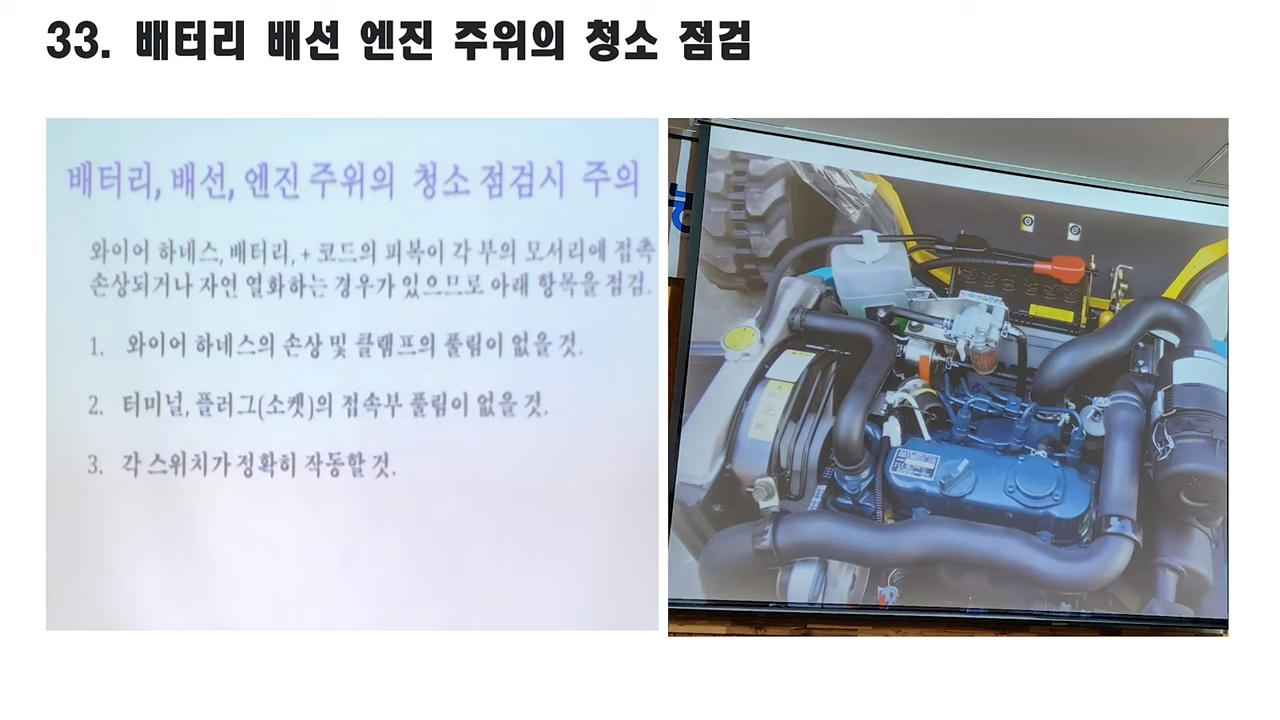 33. 배터리 배선 엔진 주위의 청소 점검
배터리, 배선, 엔진 주위의 청소 점검시 주의
와이어 하네스, 배터리, + 코드의 피복이 각 부의 모서리에 접촉
손상되거나 자연 열화하는 경우가 있으므로 아래 항목을 점검.
1. 와이어 하네스의 손상 및 클램프의 풀림이 없을 것.
2. 터미널, 플러그(소켓)의 접속부 풀림이 없을 것.
3. 각 스위치가 정확히 작동할 것.